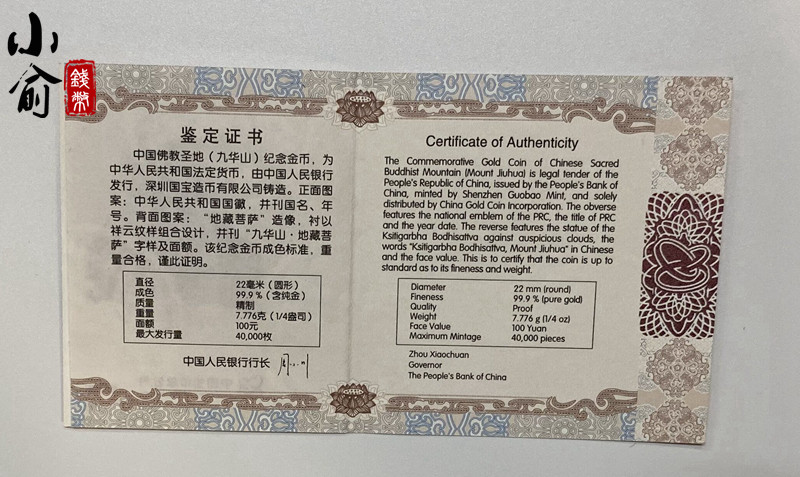 小俞
錢幣
鉴定证书
中国佛教圣地（九华山）纪念金币，为
中华人民共和国法定货币，由中国人民银行
发行，深圳国宝造币有限公司铸造。正面图
案：中华人民共和国国徽，并刊国名、年
号。背面图案：“地藏菩萨”造像，衬以
祥云纹样组合设计，并刊“九华山·地藏菩
萨”字样及面额。该纪念金币成色标准，重
量合格，谨此证明。
直径 22毫米（圆形）
成色 99.9％（含纯金）
质量 精制
重量 7.776克（1/4盎司）
面额 100元
最大发行量 40,000枚
中国人民银行行长
Certificate of Authenticity
The Commemorative Gold Coin of Chinese Sacred
Buddhist Mountain (Mount Jiuhua) is legal tender of the
People's Republic of China, issued by the People's Bank of
China, minted by Shenzhen Guobao Mint, and solely
distributed by China Gold Coin Incorporation. The obverse
features the national emblem of the PRC, the title of PRC
and the year date. The reverse features the statue of the
Ksitigarbha Bodhisattva against auspicious clouds, the
words "Ksitigarbha Bodhisattva, Mount Jiuhua" in Chinese
and the face value. This is to certify that the coin is up to
standard as to its fineness and weight.
Diameter 22 mm (round)
Fineness 99.9 % (pure gold)
Quality Proof
Weight 7.776 g (1/4 oz)
Face Value 100 Yuan
Maximum Mintage 40,000 pieces
Zhou Xiaochuan
Governor
The People's Bank of China